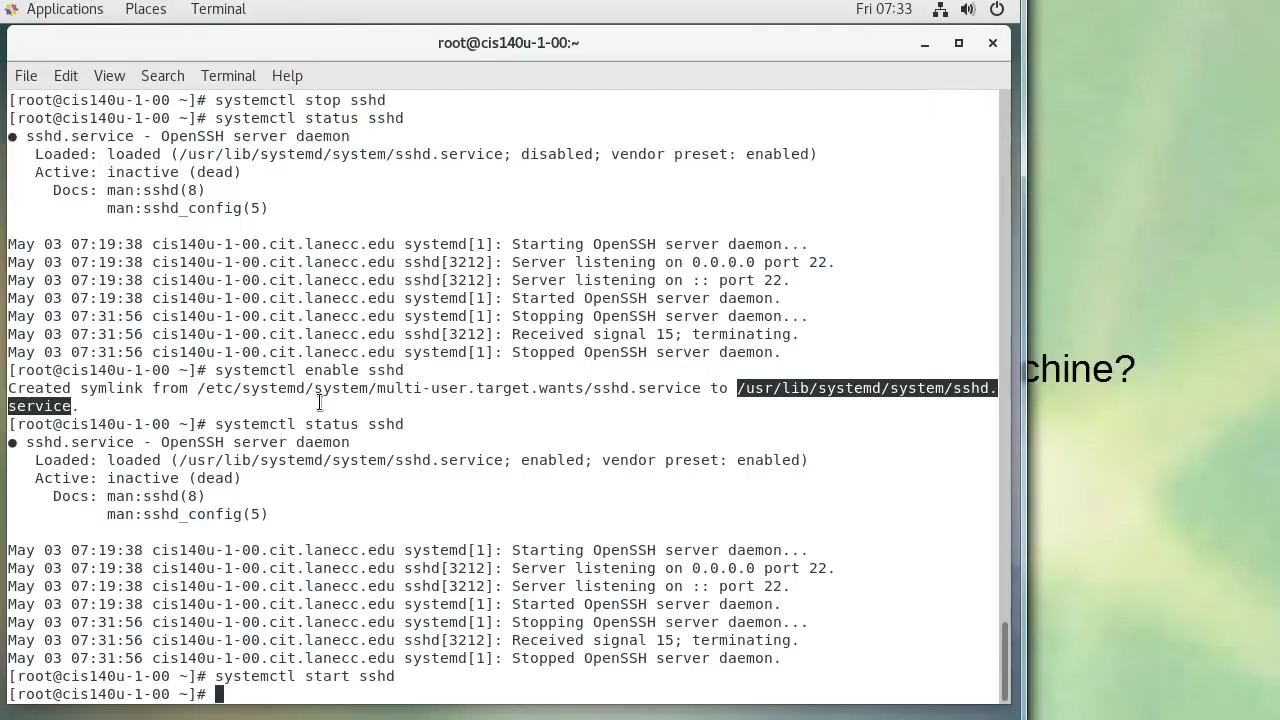 Applications Places Terminal Fri 07:33
root@cis140u-1-00:~
File Edit View Search Terminal Help
[root@cis140u-1-00 ~]# systemctl stop sshd
[root@cis140u-1-00 ~]# systemctl status sshd
● sshd.service - OpenSSH server daemon
Loaded: loaded (/usr/lib/systemd/system/sshd.service; disabled; vendor preset: enabled)
Active: inactive (dead)
Docs: man:sshd(8)
man:sshd_config(5)
May 03 07:19:38 cis140u-1-00.cit.lanecc.edu systemd[1]: Starting OpenSSH server daemon...
May 03 07:19:38 cis140u-1-00.cit.lanecc.edu sshd[3212]: Server listening on 0.0.0.0 port 22.
May 03 07:19:38 cis140u-1-00.cit.lanecc.edu sshd[3212]: Server listening on :: port 22.
May 03 07:19:38 cis140u-1-00.cit.lanecc.edu systemd[1]: Started OpenSSH server daemon.
May 03 07:31:56 cis140u-1-00.cit.lanecc.edu systemd[1]: Stopping OpenSSH server daemon...
May 03 07:31:56 cis140u-1-00.cit.lanecc.edu sshd[3212]: Received signal 15; terminating.
May 03 07:31:56 cis140u-1-00.cit.lanecc.edu systemd[1]: Stopped OpenSSH server daemon.
[root@cis140u-1-00 ~]# systemctl enable sshd
Created symlink from /etc/systemd/system/multi-user.target.wants/sshd.service to /usr/lib/systemd/system/sshd.
service.
[root@cis140u-1-00 ~]# systemctl status sshd
● sshd.service - OpenSSH server daemon
Loaded: loaded (/usr/lib/systemd/system/sshd.service; enabled; vendor preset: enabled)
Active: inactive (dead)
Docs: man:sshd(8)
man:sshd_config(5)
May 03 07:19:38 cis140u-1-00.cit.lanecc.edu systemd[1]: Starting OpenSSH server daemon...
May 03 07:19:38 cis140u-1-00.cit.lanecc.edu sshd[3212]: Server listening on 0.0.0.0 port 22.
May 03 07:19:38 cis140u-1-00.cit.lanecc.edu sshd[3212]: Server listening on :: port 22.
May 03 07:19:38 cis140u-1-00.cit.lanecc.edu systemd[1]: Started OpenSSH server daemon.
May 03 07:31:56 cis140u-1-00.cit.lanecc.edu systemd[1]: Stopping OpenSSH server daemon...
May 03 07:31:56 cis140u-1-00.cit.lanecc.edu sshd[3212]: Received signal 15; terminating.
May 03 07:31:56 cis140u-1-00.cit.lanecc.edu systemd[1]: Stopped OpenSSH server daemon.
[root@cis140u-1-00 ~]# systemctl start sshd
[root@cis140u-1-00 ~]#
chine?